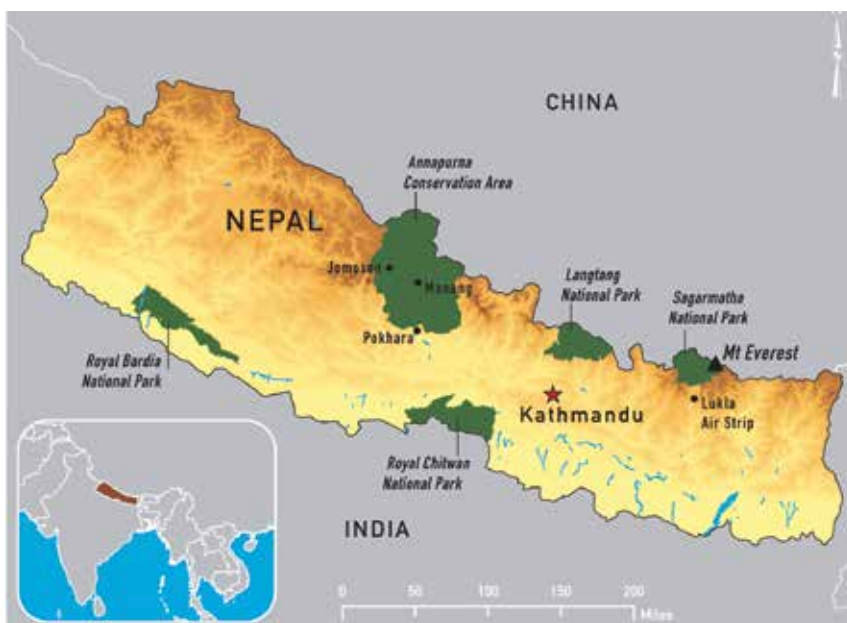 CHINA
Annapurna
Conservation Area
NEPAL
Jomosom
Manang
Langtang
National Park
Sagarmatha
National Park
Mt Everest
Pokhara
Royal Bardia
National Park
Kathmandu
Lukla
Air Strip
Royal Chitwan
National Park
INDIA
0
50
100
150
200
Miles